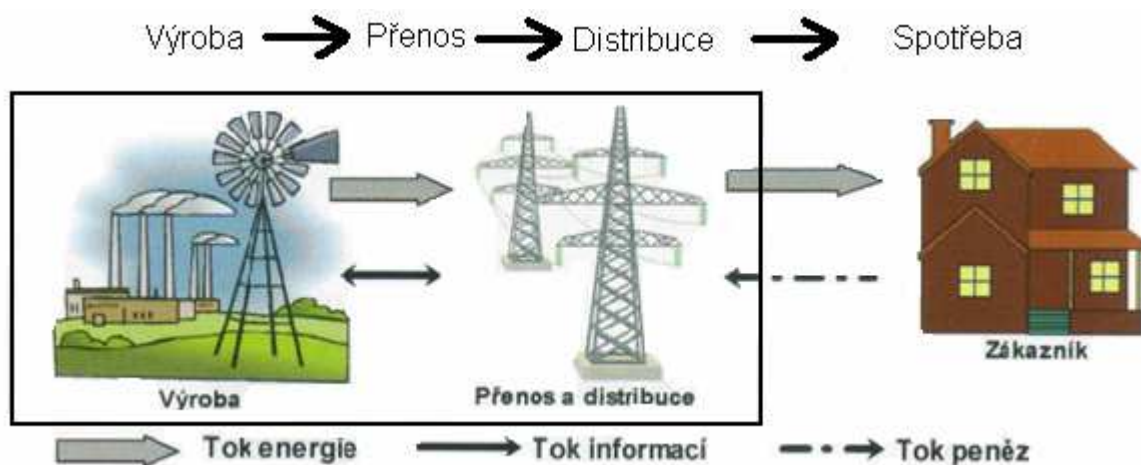 Výroba Přenos Distribuce Spotřeba
Zákazník
Výroba Přenos a distribuce
Tok energie Tok informací Tok peněz